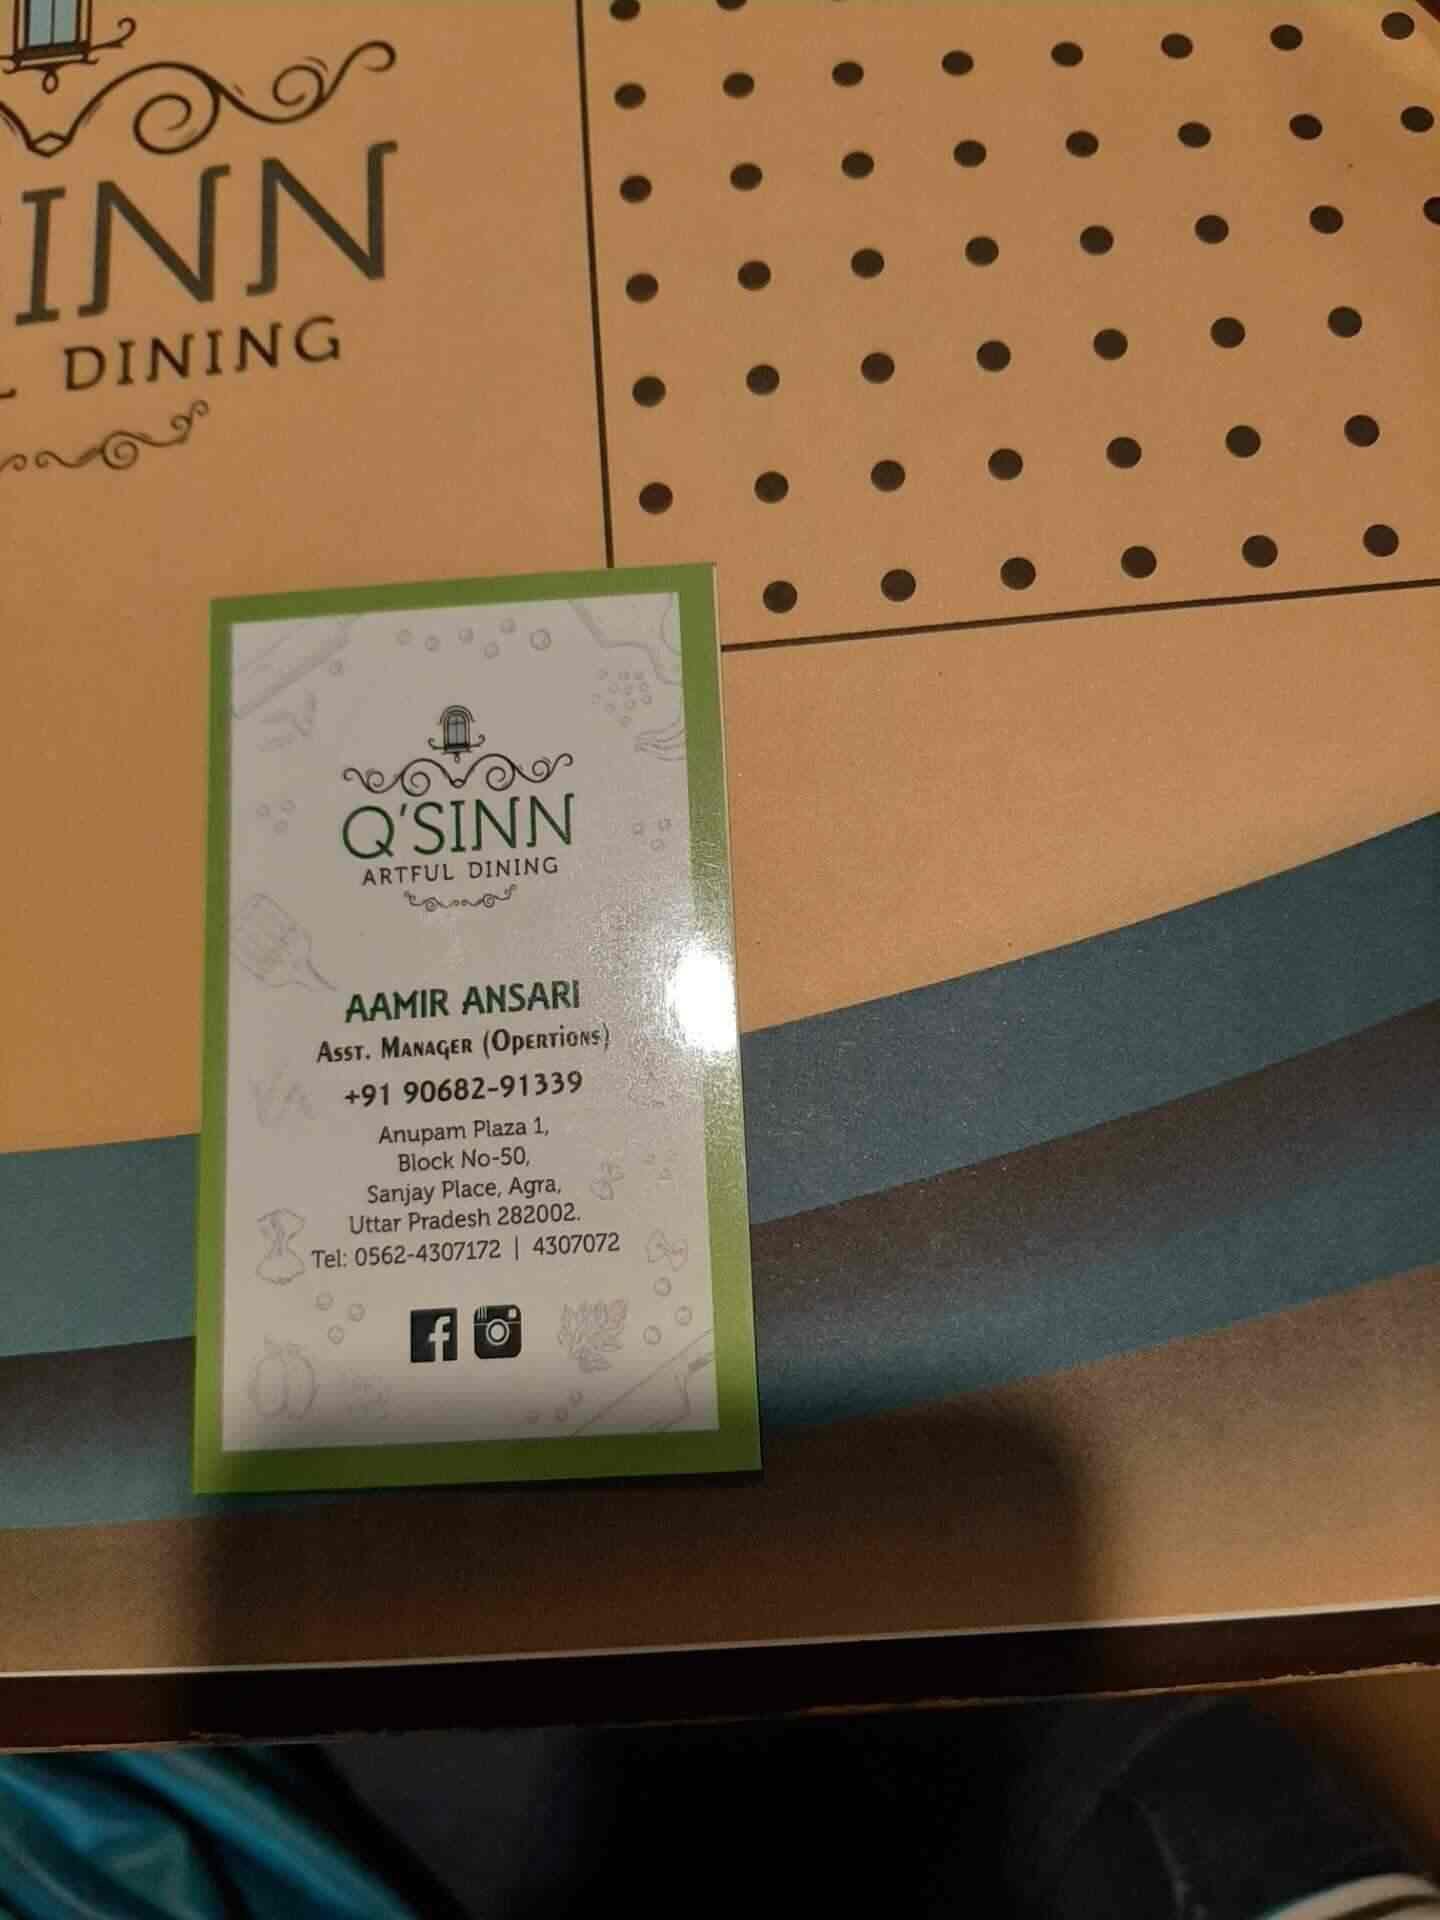 SINN
DINING
Q'SINN
ARTFUL DINING
AAMIR ANSARI
Asst. Manager (Opertions)
+91 90682-91339
Anupam Plaza 1,
Block No-50,
Sanjay Place, Agra,
Uttar Pradesh 282002.
Tel: 0562-4307172 | 4307072